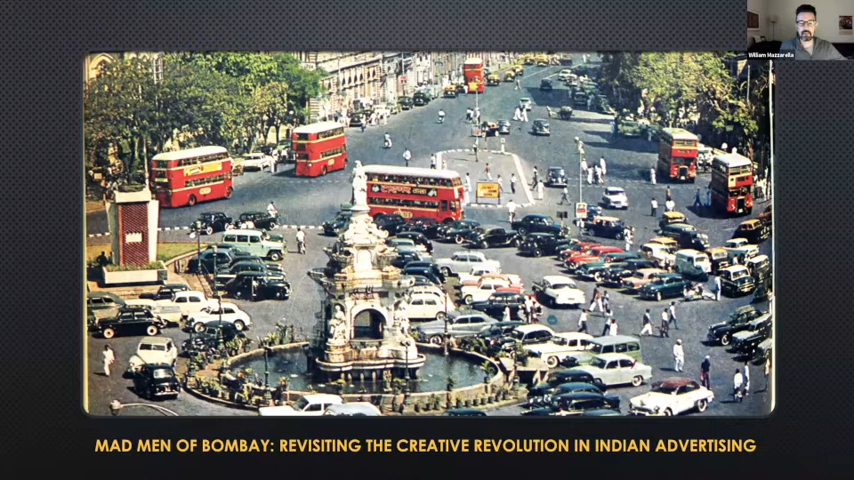 William Mazzarella
MAD MEN OF BOMBAY: REVISITING THE CREATIVE REVOLUTION IN INDIAN ADVERTISING